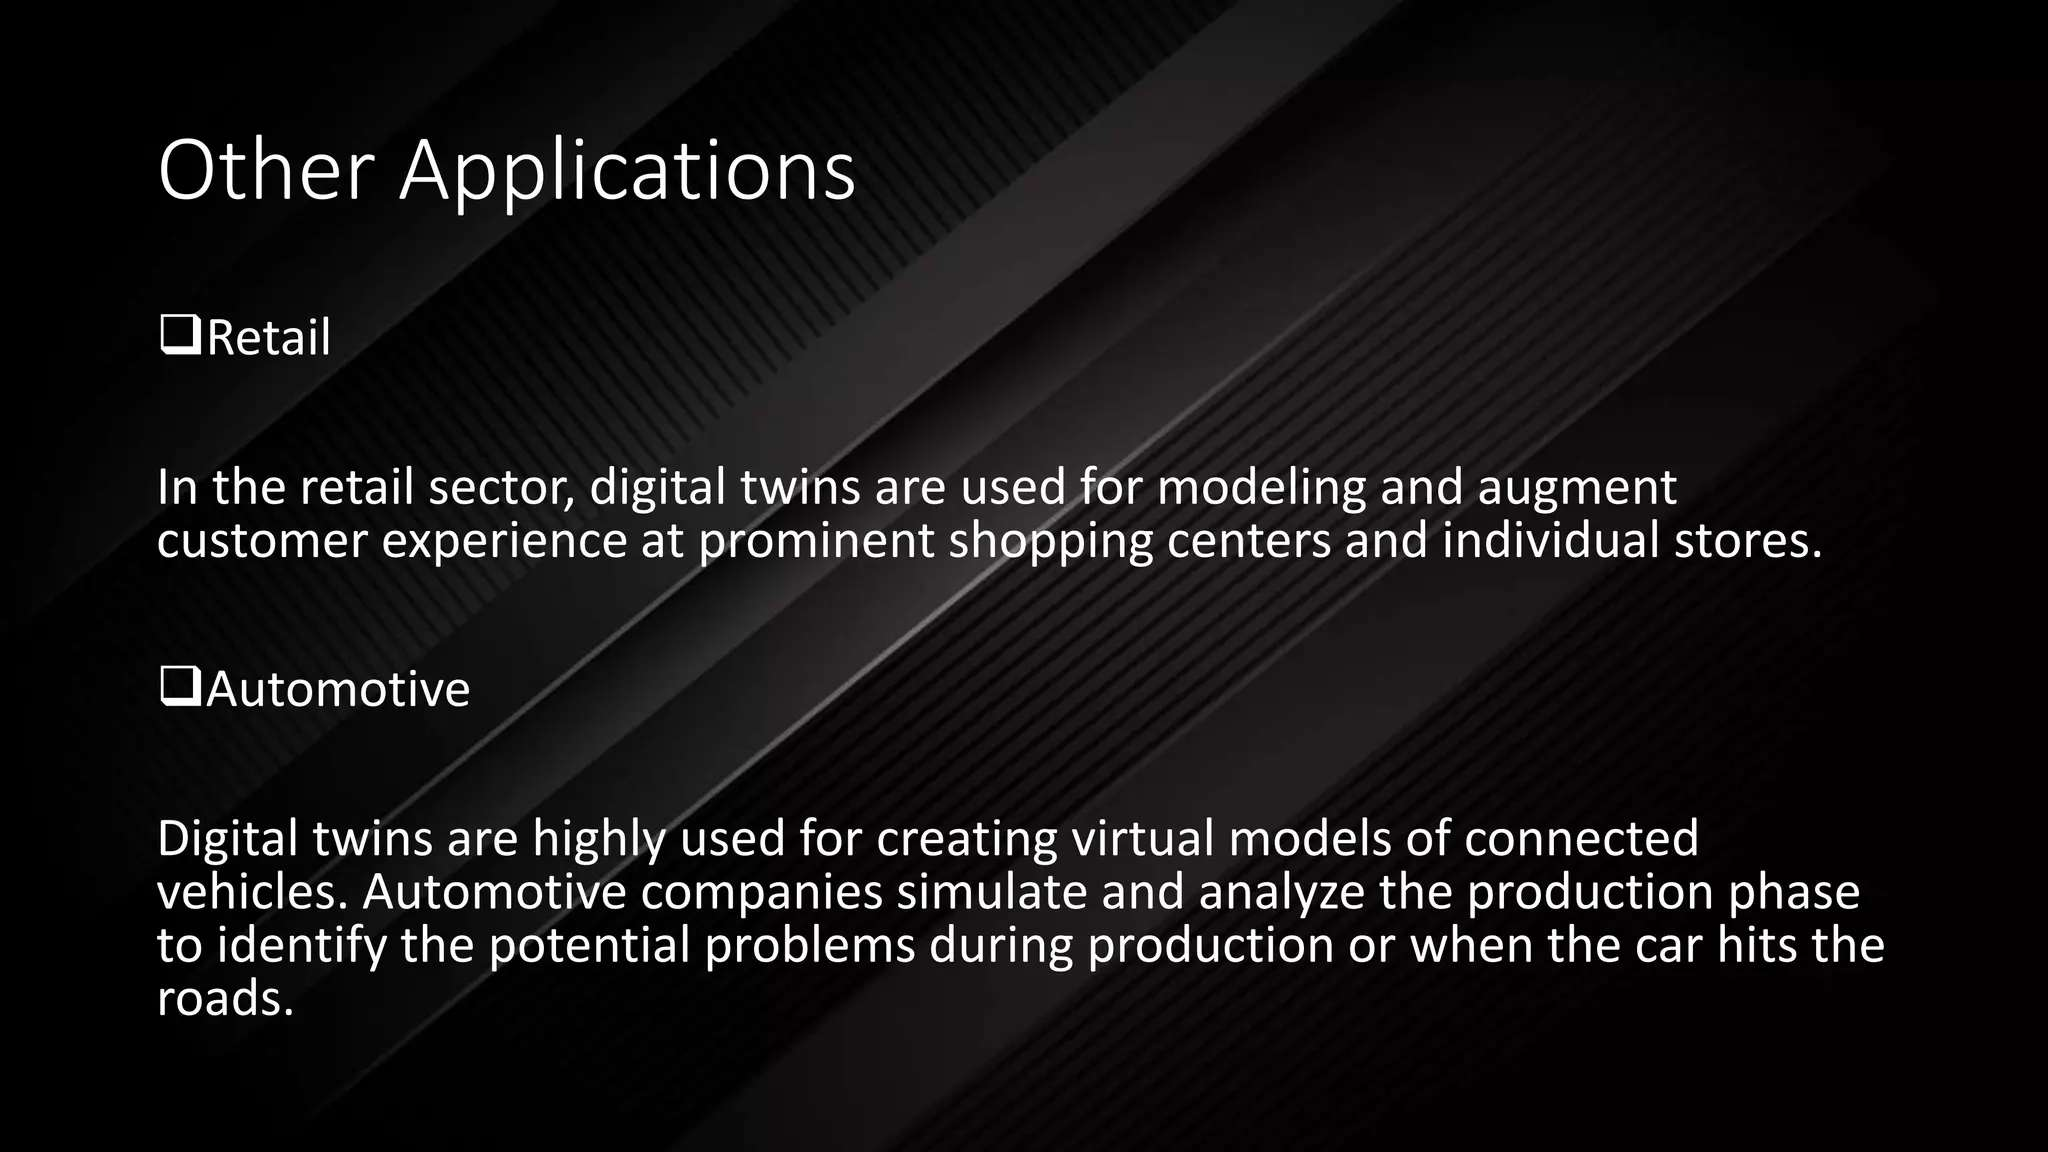 Other Applications
❑Retail
In the retail sector, digital twins are used for modeling and augment
customer experience at prominent shopping centers and individual stores.
❑Automotive
Digital twins are highly used for creating virtual models of connected
vehicles. Automotive companies simulate and analyze the production phase
to identify the potential problems during production or when the car hits the
roads.